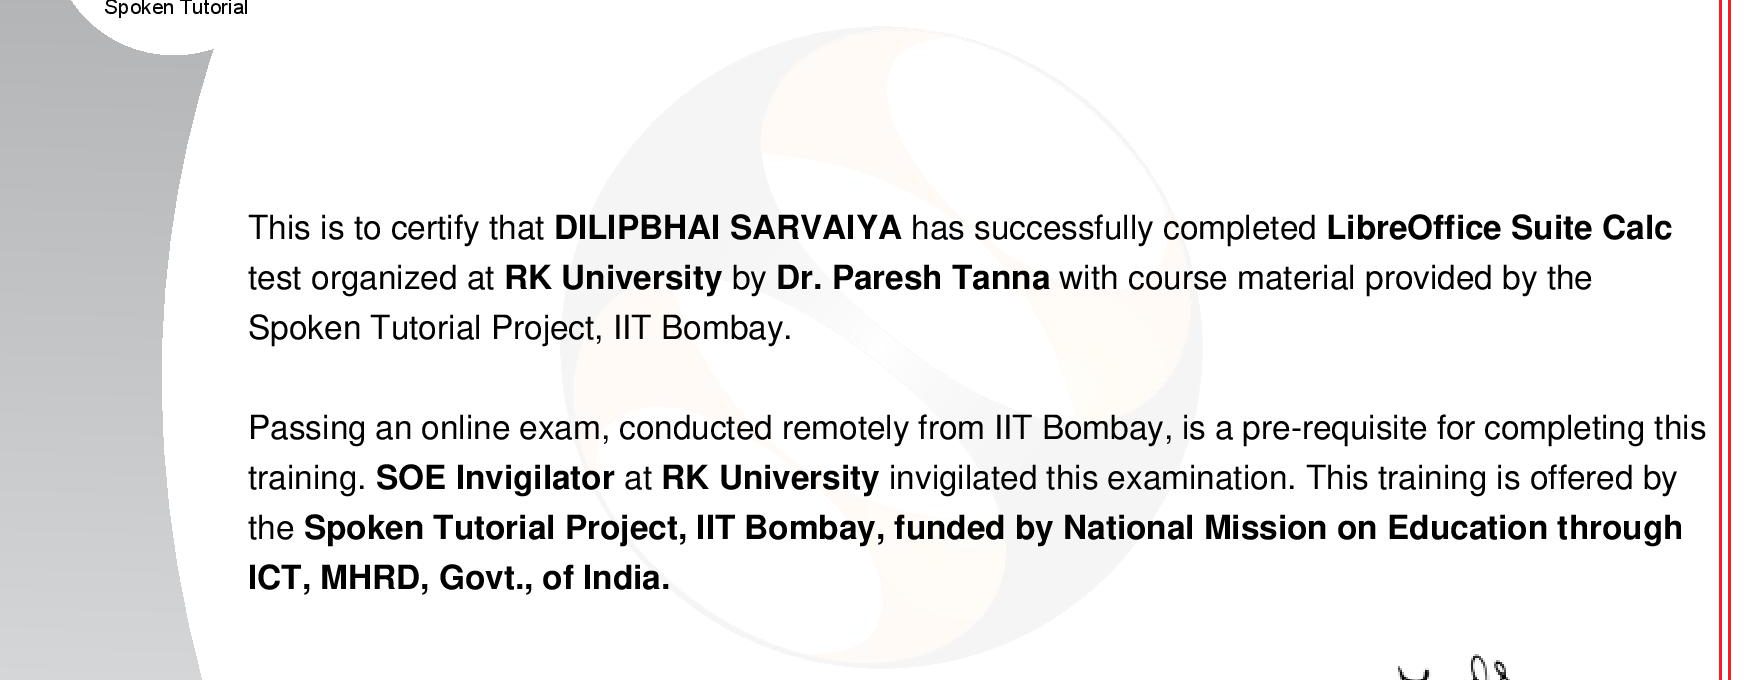 Spoken Tutorial
This is to certify that DILIPBHAI SARVAIYA has successfully completed LibreOffice Suite Calc
test organized at RK University by Dr. Paresh Tanna with course material provided by the
Spoken Tutorial Project, IIT Bombay.
Passing an online exam, conducted remotely from IIT Bombay, is a pre-requisite for completing this
training. SOE Invigilator at RK University invigilated this examination. This training is offered by
the Spoken Tutorial Project, IIT Bombay, funded by National Mission on Education through
ICT, MHRD, Govt., of India.